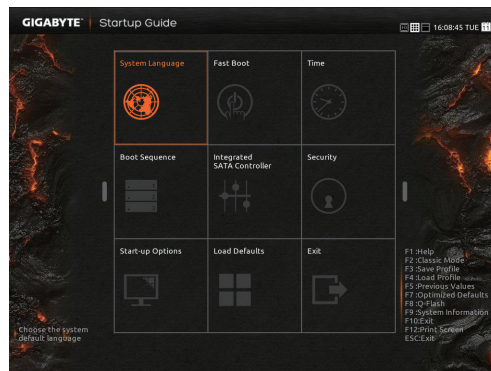 GIGABYTE™ Startup Guide
16:08:45 TUE 11
System Language
Fast Boot
Time
Boot Sequence
Integrated
SATA Controller
Security
Start-up Options
Load Defaults
Exit
F1 :Help
F2 :Classic Mode
F3 :Save Profile
F4 :Load Profile
F5 :Previous Values
F7 :Optimized Defaults
F8 :Q-Flash
F9 :System Information
F10:Exit
F12:Print Screen
ESC:Exit
Choose the system
default language